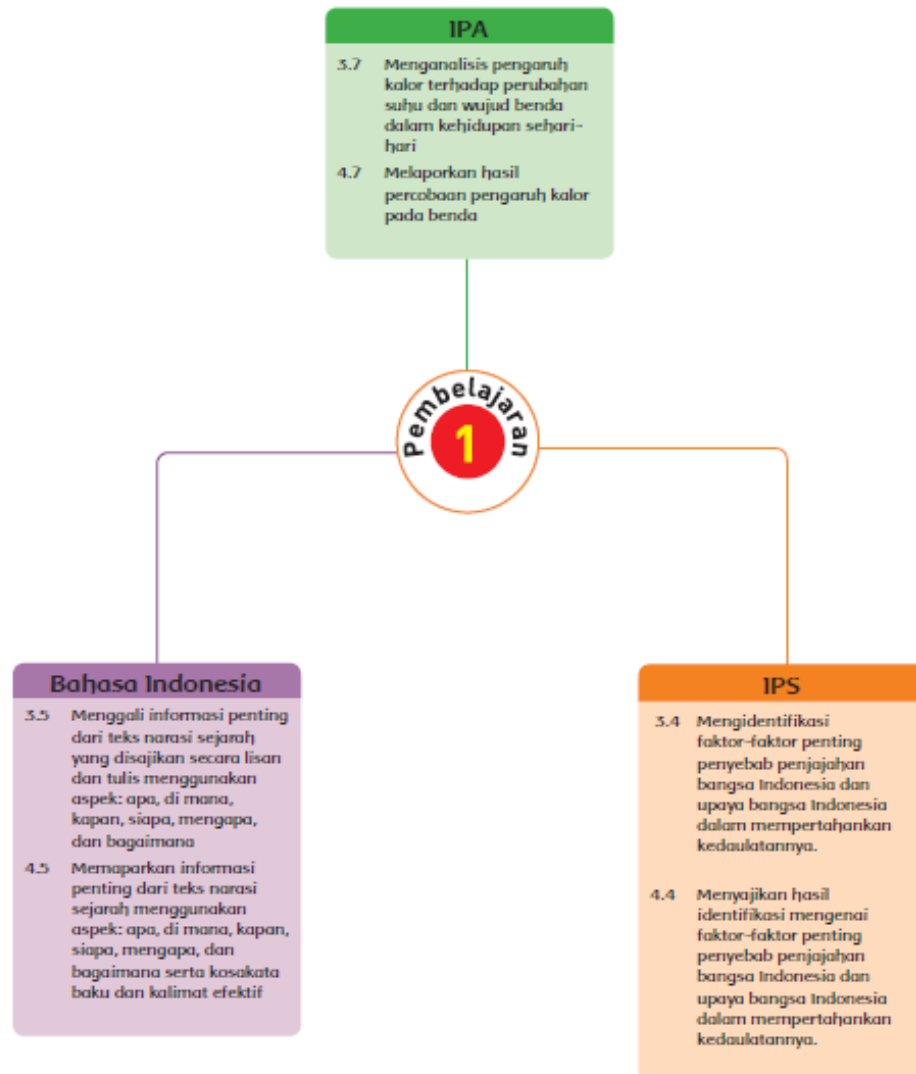 IPA
3.7 Menganalisis pengaruh
kalor terhadap perubahan
suhu dan wujud benda
dalam kehidupan sehari-
hari
4.7 Melaporkan hasil
percobaan pengaruh kalor
pada benda
Pembelajaran
1
Bahasa Indonesia
3.5 Menggali informasi penting
dari teks narasi sejarah
yang disajikan secara lisan
dan tulis menggunakan
aspek: apa, di mana,
kapan, siapa, mengapa,
dan bagaimana
4.5 Memaparkan informasi
penting dari teks narasi
sejarah menggunakan
aspek: apa, di mana, kapan,
siapa, mengapa, dan
bagaimana serta kosakata
baku dan kalimat efektif
IPS
3.4 Mengidentifikasi
faktor-faktor penting
penyebab penjajahan
bangsa Indonesia dan
upaya bangsa Indonesia
dalam mempertahankan
kedaulatannya.
4.4 Menyajikan hasil
identifikasi mengenai
faktor-faktor penting
penyebab penjajahan
bangsa Indonesia dan
upaya bangsa Indonesia
dalam mempertahankan
kedaulatannya.